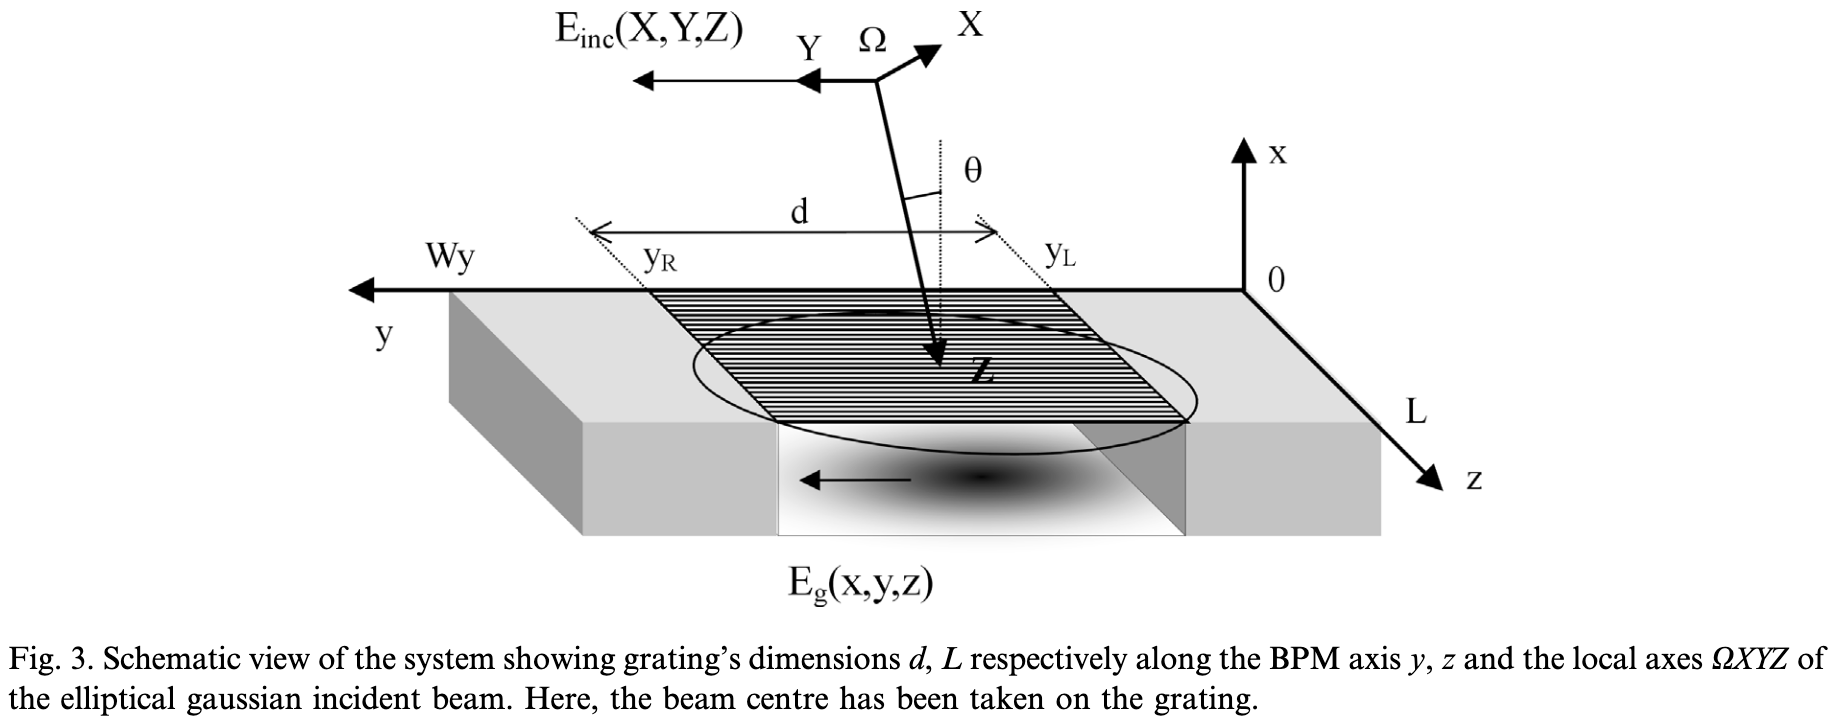 E_inc(X,Y,Z)
Y
Ω
X
θ
x
d
Wy
y_R
y_L
0
y
Z
L
z
E_g(x,y,z)
Fig. 3. Schematic view of the system showing grating's dimensions d, L respectively along the BPM axis y, z and the local axes ΩXYZ of
the elliptical gaussian incident beam. Here, the beam centre has been taken on the grating.